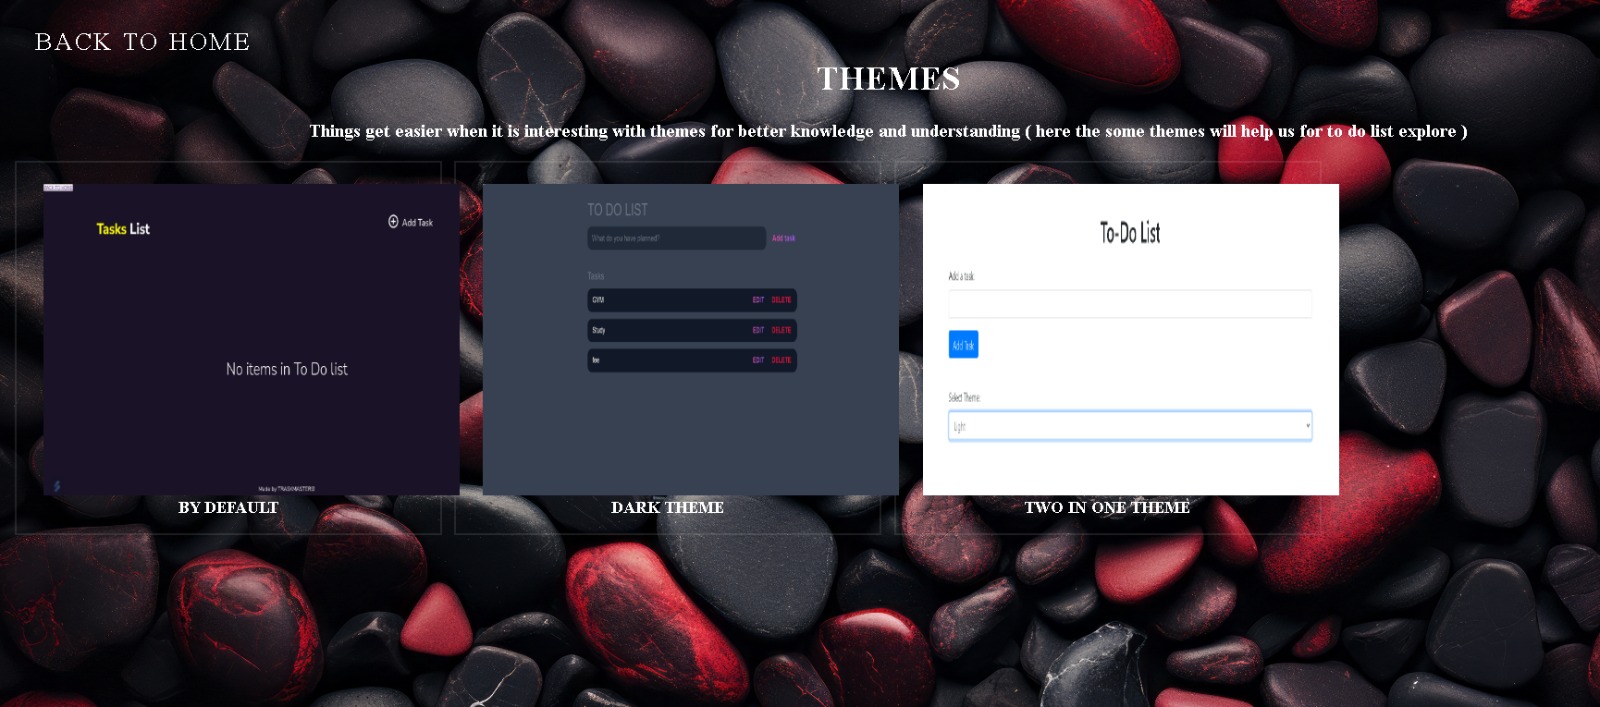 BACK TO HOME
THEMES
Things get easier when it is interesting with themes for better knowledge and understanding ( here the some themes will help us for to do list explore )
Tasks List
Add Task
No items in To Do list
Made by TRASKMASTERS
BY DEFAULT
TO DO LIST
What do you have planned?
Add task
Tasks
GYM
EDIT
DELETE
Study
EDIT
DELETE
fee
EDIT
DELETE
DARK THEME
To-Do List
Add a task:
Add Task
Select Theme:
Light
TWO IN ONE THEME